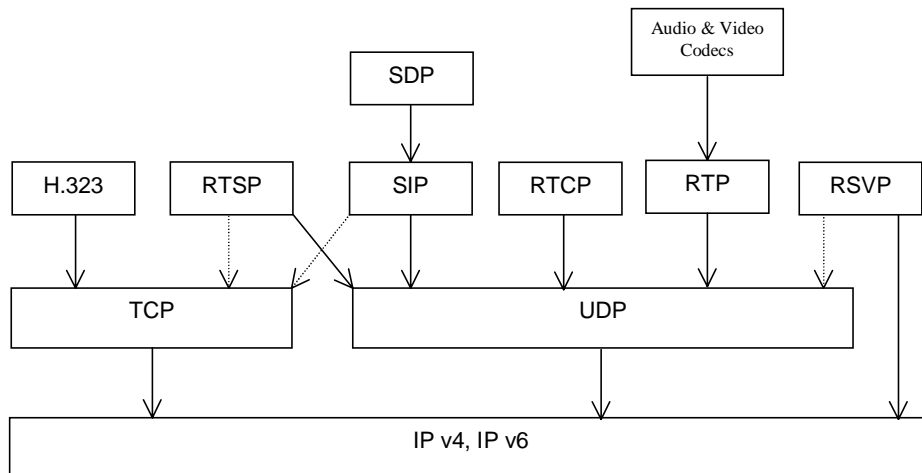 Audio & Video
Codecs
SDP
H.323
RTSP
SIP
RTCP
RTP
RSVP
TCP
UDP
IP v4, IP v6